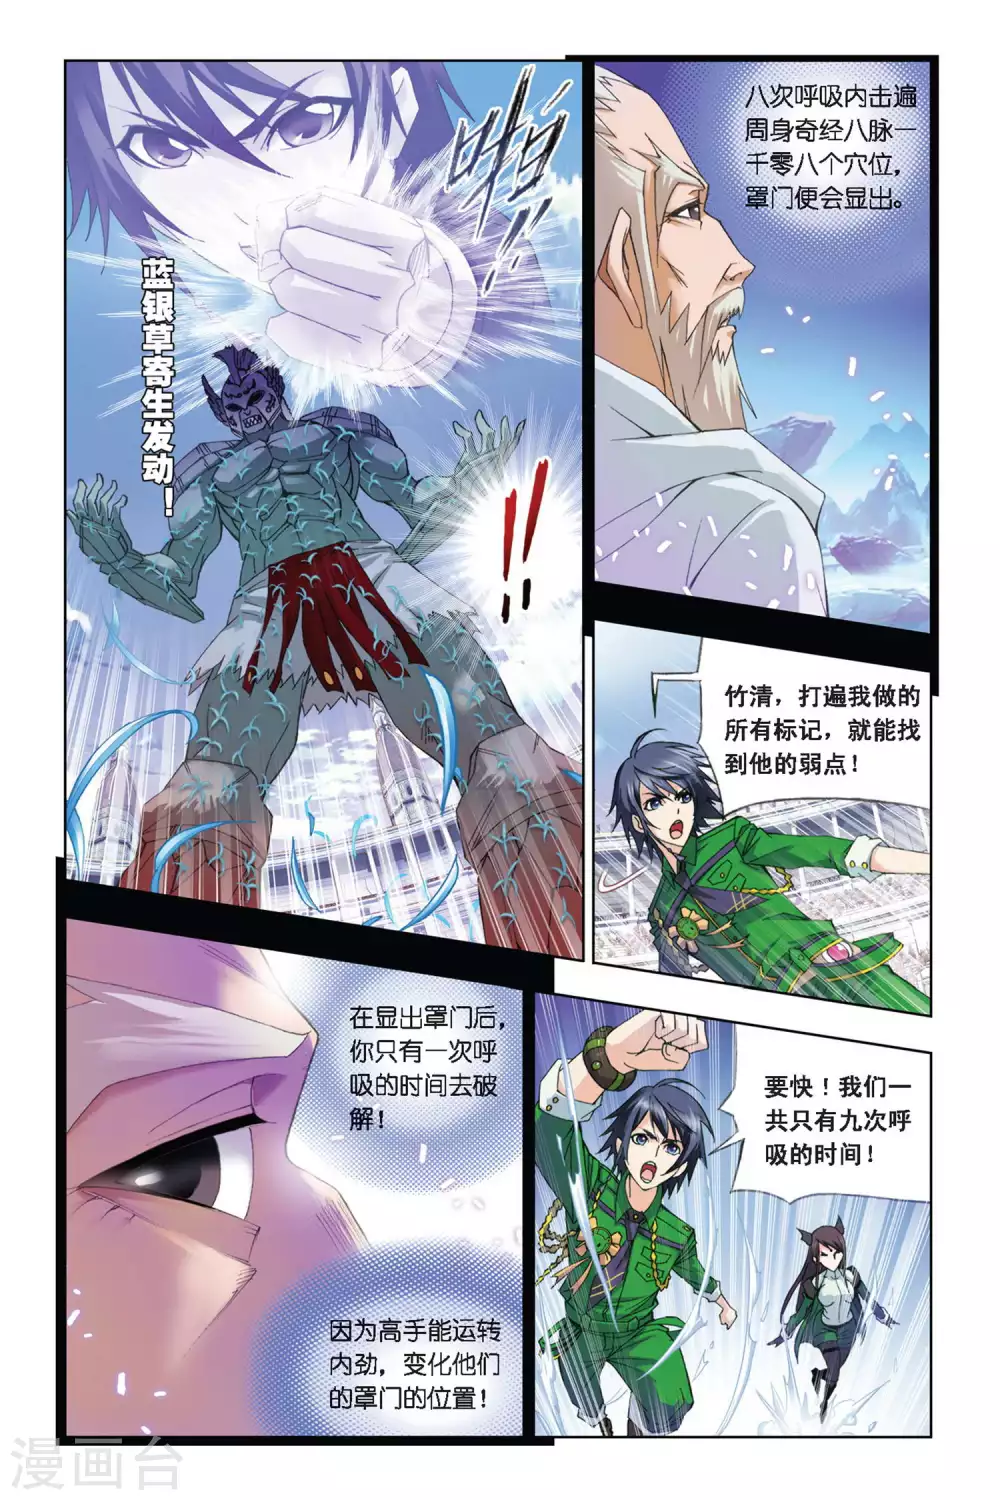 咿！！
蓝银草寄生发动！
！！
八次呼吸内击遍
周身奇经八脉一
千零八个穴位，
罩门便会显出。
竹清，打遍我做的
所有标记，就能找
到他的弱点！
在显出罩门后，
你只有一次呼
吸的时间去破
解！
因为高手能运转
内劲，变化他们
的罩门的位置！
要快！我们一
共只有九次呼
吸的时间！
漫画台